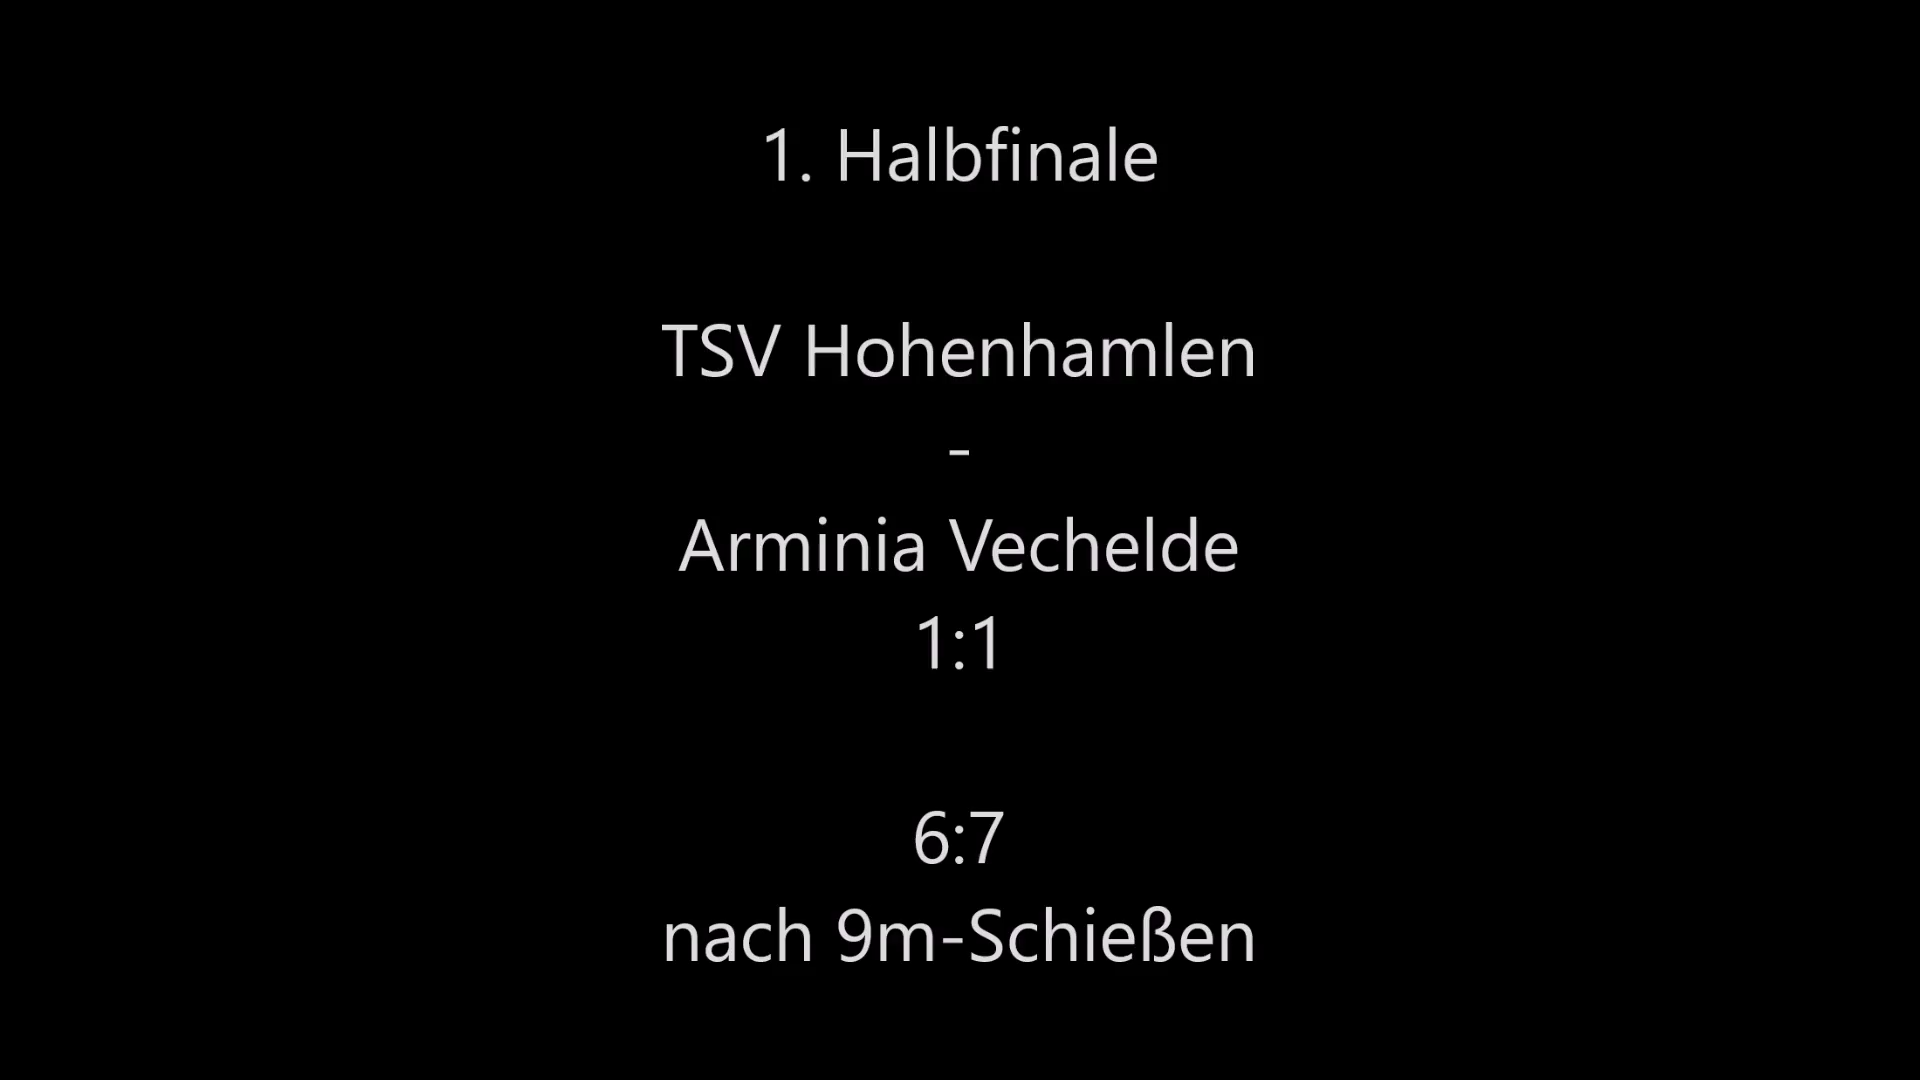 1. Halbfinale
TSV Hohenhamlen
-
Arminia Vechelde
1:1
6:7
nach 9m-Schießen